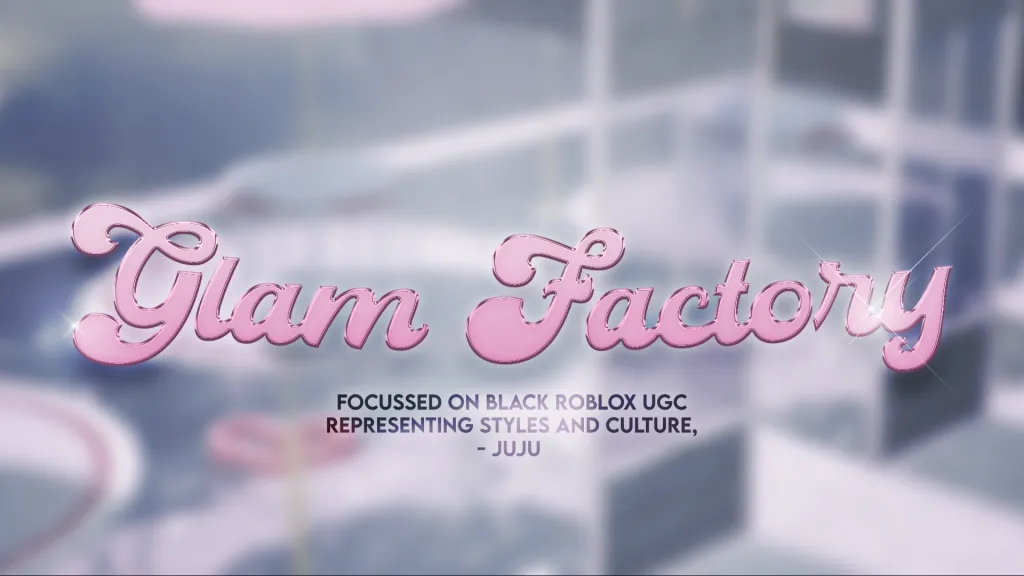 Glam Factory
FOCUSSED ON BLACK ROBLOX UGC
REPRESENTING STYLES AND CULTURE,
- JUJU